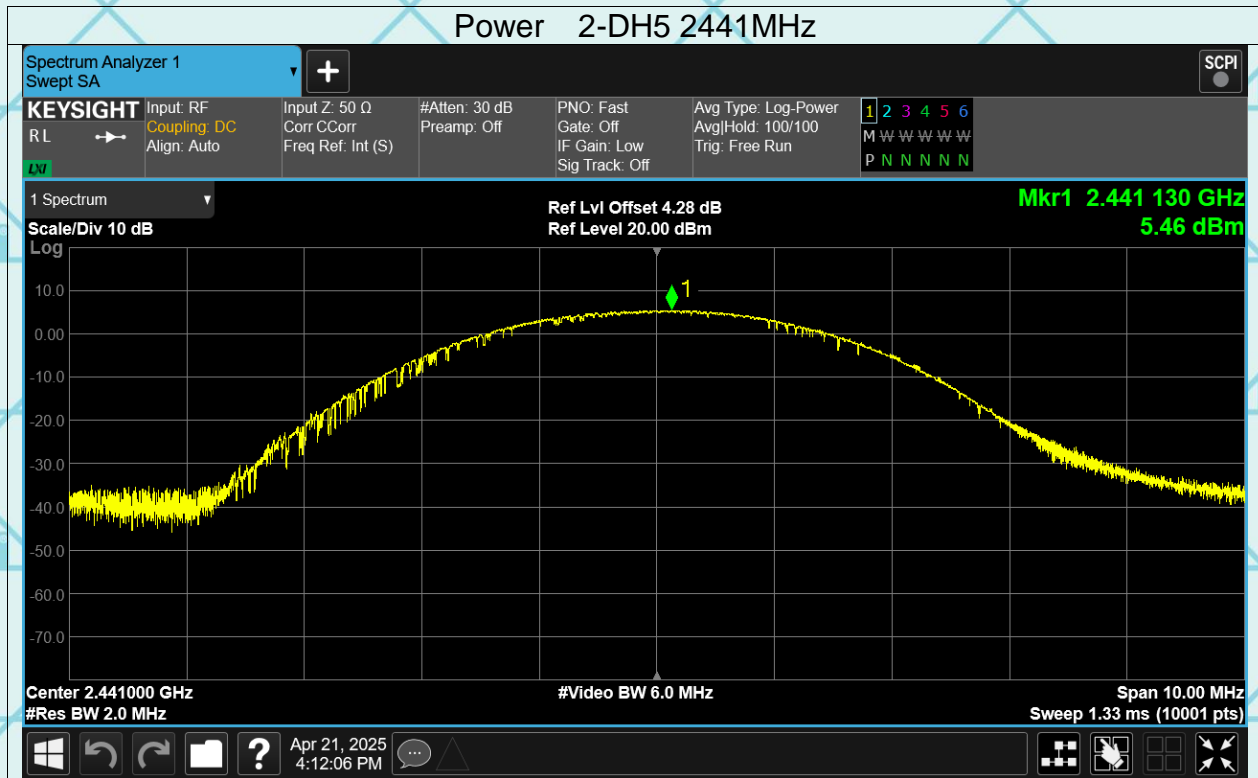 Power 2-DH5 2441MHz
Spectrum Analyzer 1
Swept SA
+
SCPI
KEYSIGHT
RL
LXI
Input: RF
Coupling: DC
Align: Auto
Input Z: 50 Ω
Corr CCorr
Freq Ref: Int (S)
#Atten: 30 dB
Preamp: Off
PNO: Fast
Gate: Off
IF Gain: Low
Sig Track: Off
Avg Type: Log-Power
Avg|Hold: 100/100
Trig: Free Run
1 2 3 4 5 6
M W W W W W
P N N N N N
1 Spectrum
Scale/Div 10 dB
Ref Lvl Offset 4.28 dB
Ref Level 20.00 dBm
Mkr1 2.441 130 GHz
5.46 dBm
Log
1
10.0
0.00
-10.0
-20.0
-30.0
-40.0
-50.0
-60.0
-70.0
Center 2.441000 GHz
#Video BW 6.0 MHz
Span 10.00 MHz
#Res BW 2.0 MHz
Sweep 1.33 ms (10001 pts)
?
Apr 21, 2025
4:12:06 PM